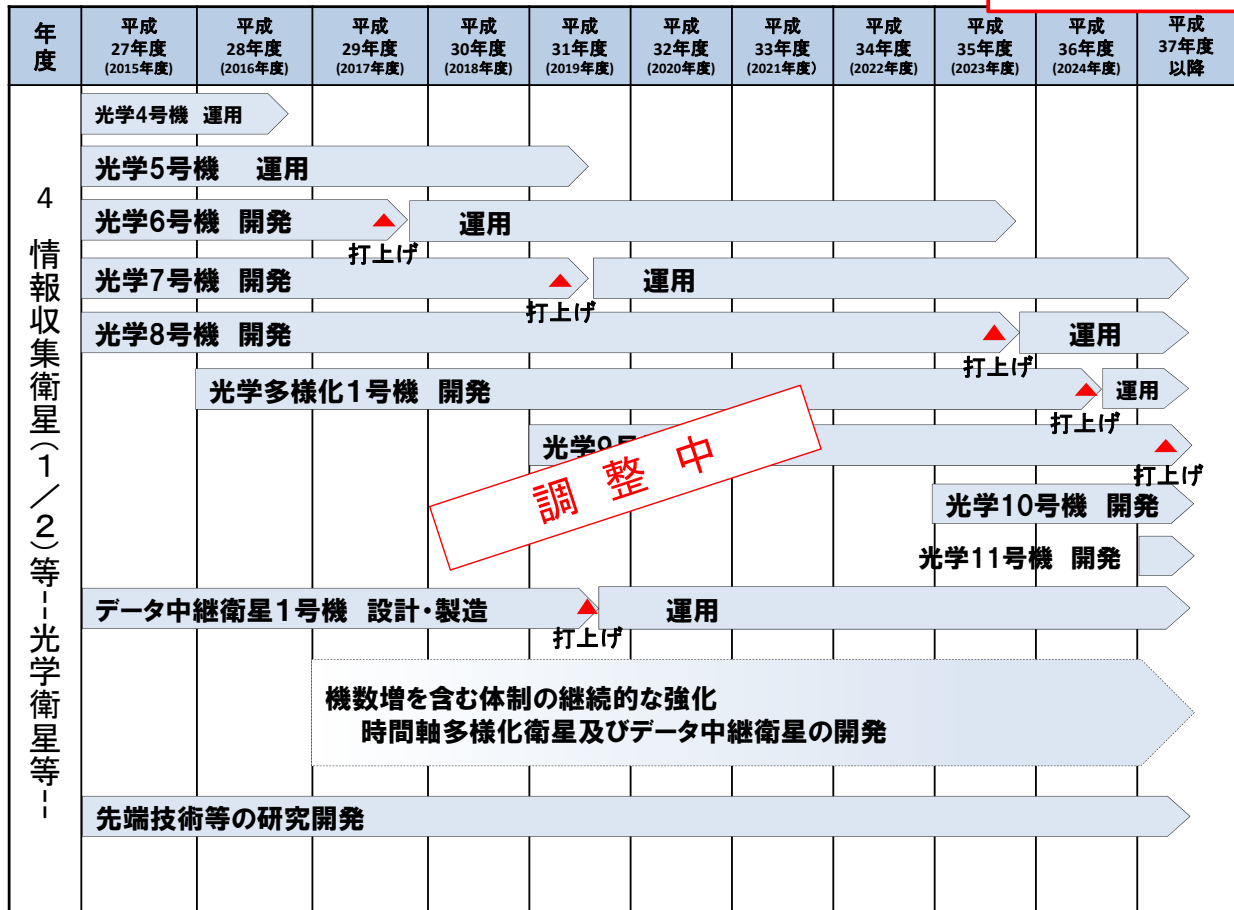 年度
平成27年度(2015年度)
平成28年度(2016年度)
平成29年度(2017年度)
平成30年度(2018年度)
平成31年度(2019年度)
平成32年度(2020年度)
平成33年度(2021年度)
平成34年度(2022年度)
平成35年度(2023年度)
平成36年度(2024年度)
平成37年度以降
4 情報収集衛星(1/2)等--光学衛星等--
光学4号機 運用
光学5号機 運用
光学6号機 開発 運用
打上げ
光学7号機 開発 運用
打上げ
光学8号機 開発 運用
打上げ
光学多様化1号機 開発 運用
打上げ
光学9号
打上げ
調整中
光学10号機 開発
光学11号機 開発
データ中継衛星1号機 設計・製造 運用
打上げ
機数増を含む体制の継続的な強化
時間軸多様化衛星及びデータ中継衛星の開発
先端技術等の研究開発